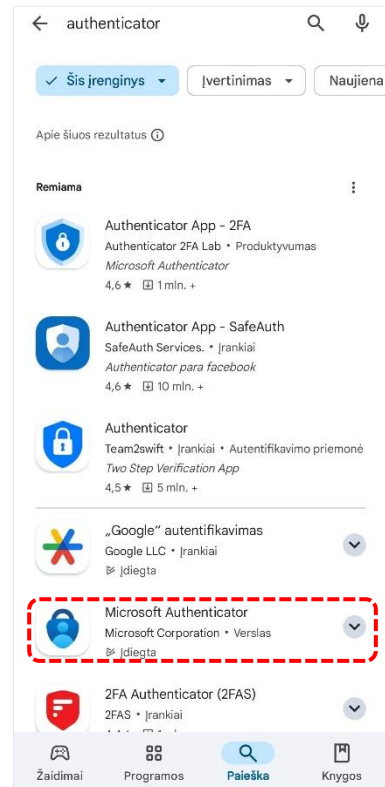 authenticator
Šis įrenginys
Įvertinimas
Naujiena
Apie šiuos rezultatus
Remiama
Authenticator App - 2FA
Authenticator 2FA Lab • Produktyvumas
Microsoft Authenticator
4,6 ★ 1 mln. +
Authenticator App - SafeAuth
SafeAuth Services. • Įrankiai
Authenticator para facebook
4,6 ★ 10 mln. +
Authenticator
Team2swift • Įrankiai • Autentifikavimo priemonė
Two Step Verification App
4,5 ★ 5 mln. +
„Google“ autentifikavimas
Google LLC • Įrankiai
Įdiegta
Microsoft Authenticator
Microsoft Corporation • Verslas
Įdiegta
2FA Authenticator (2FAS)
2FAS • Įrankiai
Žaidimai
Programos
Paieška
Knygos